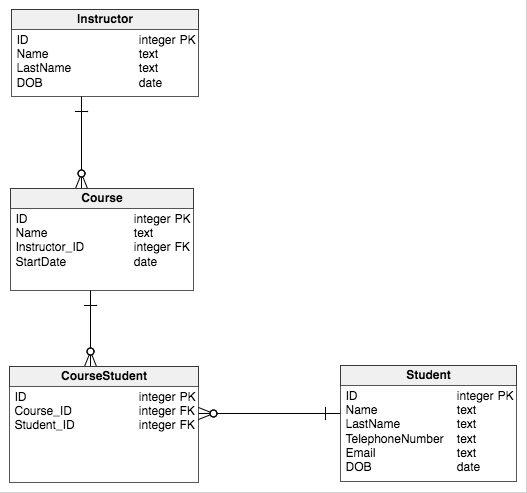 Instructor
ID integer PK
Name text
LastName text
DOB date
Course
ID integer PK
Name text
Instructor_ID integer FK
StartDate date
CourseStudent
ID integer PK
Course_ID integer FK
Student_ID integer FK
Student
ID integer PK
Name text
LastName text
TelephoneNumber text
Email text
DOB date